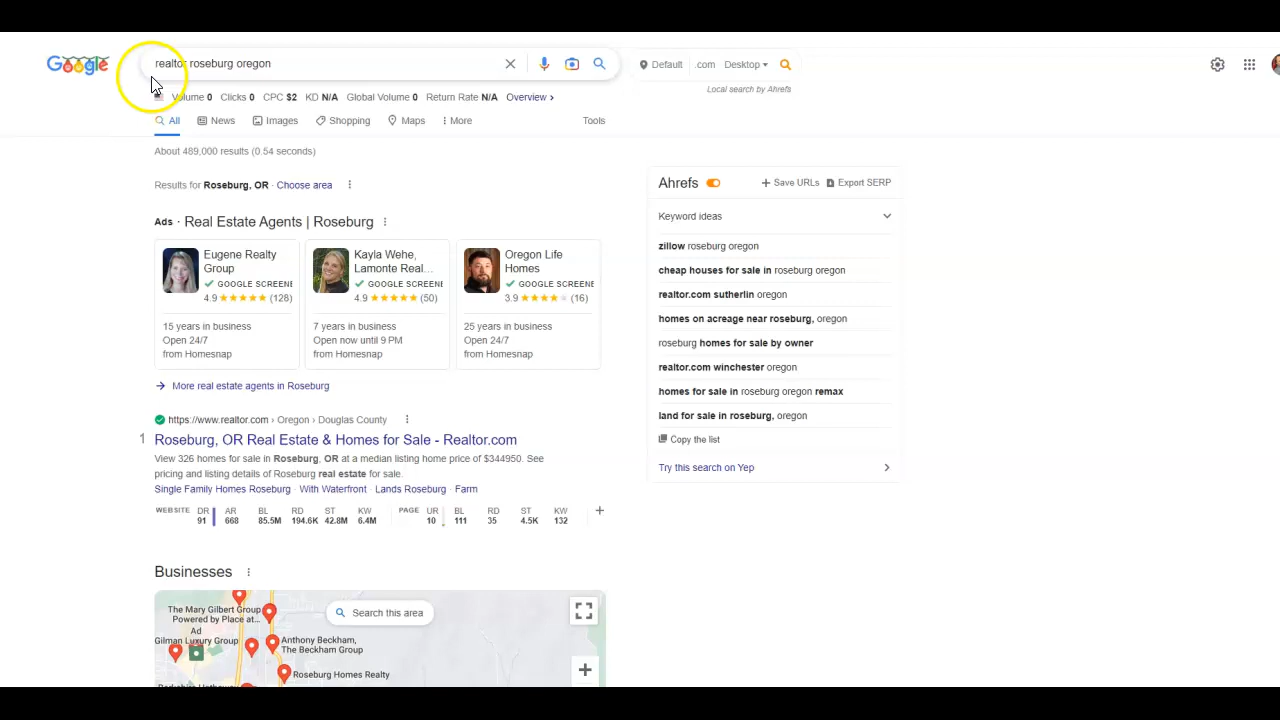 Google
realtor roseburg oregon
Default .com Desktop
Local search by Ahrefs
Volume 0 Clicks 0 CPC $2 KD N/A Global Volume 0 Return Rate N/A Overview
All News Images Shopping Maps More Tools
About 489,000 results (0.54 seconds)
Results for Roseburg, OR · Choose area
Ads · Real Estate Agents | Roseburg
Eugene Realty
Group
GOOGLE SCREENE
4.9 (128)
15 years in business
Open 24/7
from Homesnap
Kayla Wehe,
Lamonte Real...
GOOGLE SCREENE
4.9 (50)
7 years in business
Open now until 9 PM
from Homesnap
Oregon Life
Homes
GOOGLE SCREENE
3.9 (16)
25 years in business
Open 24/7
from Homesnap
More real estate agents in Roseburg
https://www.realtor.com › Oregon › Douglas County
1 Roseburg, OR Real Estate & Homes for Sale - Realtor.com
View 326 homes for sale in Roseburg, OR at a median listing home price of $344950. See
pricing and listing details of Roseburg real estate for sale.
Single Family Homes Roseburg · With Waterfront · Lands Roseburg · Farm
WEBSITE DR AR BL RD ST KW PAGE UR BL RD ST KW
91 668 85.5M 194.6K 42.8M 6.4M 10 111 35 4.5K 132
Businesses
The Mary Gilbert Group
Powered by Place at...
Ad
Gilman Luxury Group
Search this area
Anthony Beckham,
The Beckham Group
Roseburg Homes Realty
Ahrefs Save URLs Export SERP
Keyword ideas
zillow roseburg oregon
cheap houses for sale in roseburg oregon
realtor.com sutherlin oregon
homes on acreage near roseburg, oregon
roseburg homes for sale by owner
realtor.com winchester oregon
homes for sale in roseburg oregon remax
land for sale in roseburg, oregon
Copy the list
Try this search on Yep